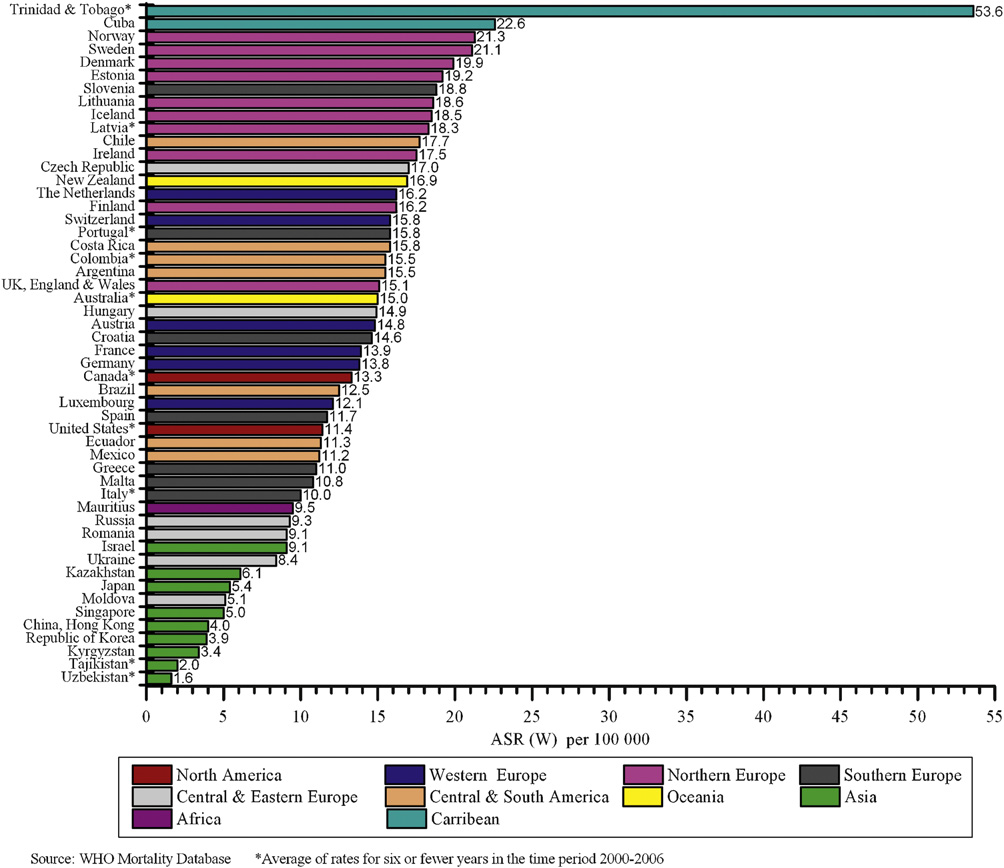 Trinidad & Tobago* 53.6
Cuba 22.6
Norway 21.3
Sweden 21.1
Denmark 19.9
Estonia 19.2
Slovenia 18.8
Lithuania 18.6
Iceland 18.5
Latvia* 18.3
Chile 17.7
Ireland 17.5
Czech Republic 17.0
New Zealand 16.9
The Netherlands 16.2
Finland 16.2
Switzerland 15.8
Portugal* 15.8
Costa Rica 15.8
Colombia* 15.5
Argentina 15.5
UK, England & Wales 15.1
Australia* 15.0
Hungary 14.9
Austria 14.8
Croatia 14.6
France 13.9
Germany 13.8
Canada* 13.3
Brazil 12.5
Luxembourg 12.1
Spain 11.7
United States* 11.4
Ecuador 11.3
Mexico 11.2
Greece 11.0
Malta 10.8
Italy* 10.0
Mauritius 9.5
Russia 9.3
Romania 9.1
Israel 9.1
Ukraine 8.4
Kazakhstan 6.1
Japan 5.4
Moldova 5.1
Singapore 5.0
China, Hong Kong 4.0
Republic of Korea 3.9
Kyrgyzstan 3.4
Tajikistan* 2.0
Uzbekistan* 1.6
0 5 10 15 20 25 30 35 40 45 50 55
ASR (W) per 100 000
North America Western Europe Northern Europe Southern Europe
Central & Eastern Europe Central & South America Oceania Asia
Africa Carribean
Source: WHO Mortality Database *Average of rates for six or fewer years in the time period 2000-2006